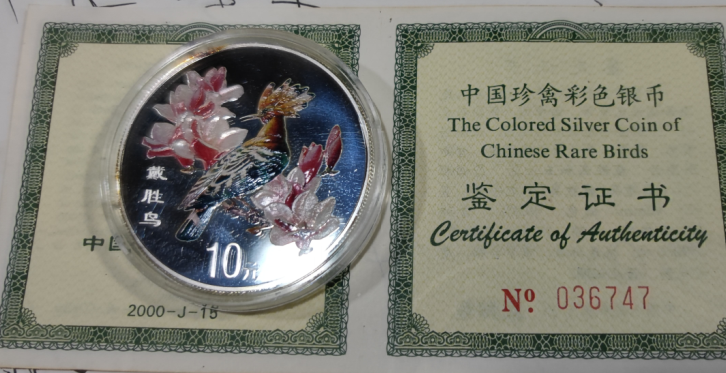 戴
胜
鸟
10元
中国
2000-J-15
中国珍禽彩色银币
The Colored Silver Coin of
Chinese Rare Birds
鉴定证书
Certificate of Authenticity
Nº 036747